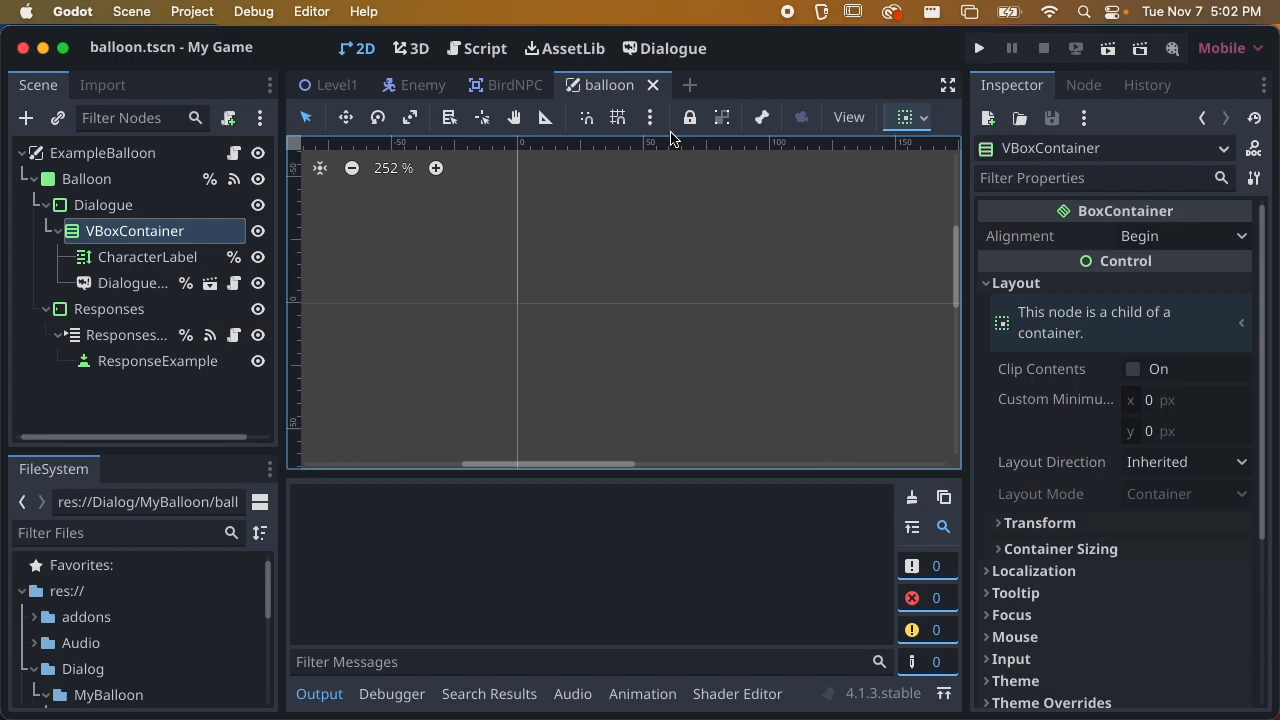 Godot Scene Project Debug Editor Help Tue Nov 7 5:02 PM
balloon.tscn - My Game 2D 3D Script AssetLib Dialogue Mobile
Scene Import
Filter Nodes
ExampleBalloon
Balloon
Dialogue
VBoxContainer
CharacterLabel
Dialogue...
Responses
Responses...
ResponseExample
FileSystem
res://Dialog/MyBalloon/ball
Filter Files
Favorites:
res://
addons
Audio
Dialog
MyBalloon
Level1 Enemy BirdNPC balloon
View
-50 0 50 100 150
-50
0
50
252 %
0
0
0
0
Filter Messages
Output Debugger Search Results Audio Animation Shader Editor 4.1.3.stable
Inspector Node History
VBoxContainer
Filter Properties
BoxContainer
Alignment Begin
Control
Layout
This node is a child of a
container.
Clip Contents On
Custom Minimu... x 0 px
y 0 px
Layout Direction Inherited
Layout Mode Container
Transform
Container Sizing
Localization
Tooltip
Focus
Mouse
Input
Theme
Theme Overrides